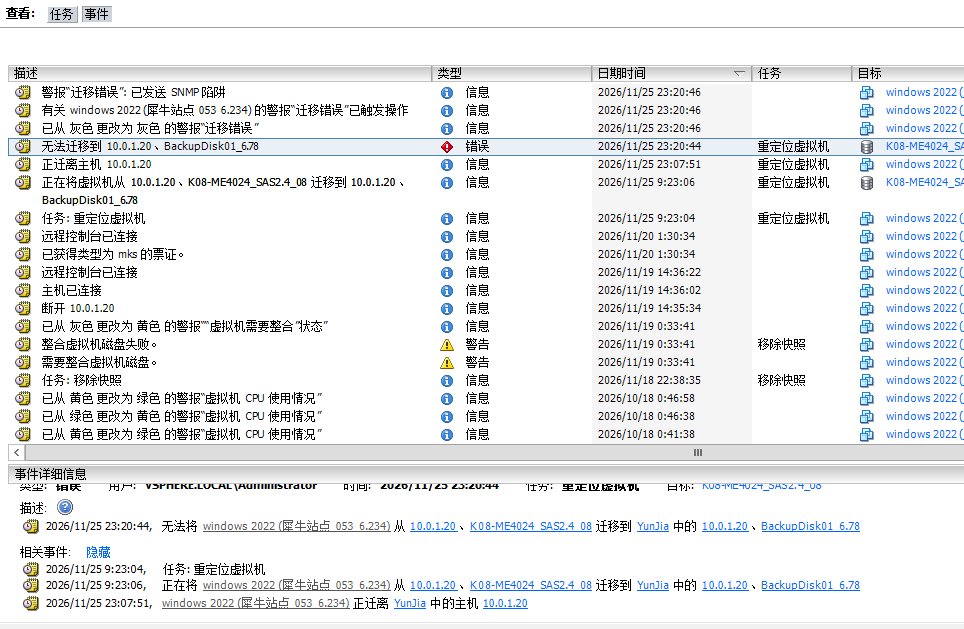 查看: 任务 事件
描述 类型 日期时间 任务 目标
警报“迁移错误”: 已发送 SNMP 陷阱 信息 2026/11/25 23:20:46 windows 2022 (
有关 windows 2022 (犀牛站点 053 6.234) 的警报“迁移错误”已触发操作 信息 2026/11/25 23:20:46 windows 2022 (
已从 灰色 更改为 灰色 的警报“迁移错误” 信息 2026/11/25 23:20:46 windows 2022 (
无法迁移到 10.0.1.20、BackupDisk01_6.78 错误 2026/11/25 23:20:44 重定位虚拟机 K08-ME4024_SA
正迁离主机 10.0.1.20 信息 2026/11/25 23:07:51 重定位虚拟机 windows 2022 (
正在将虚拟机从 10.0.1.20、K08-ME4024_SAS2.4_08 迁移到 10.0.1.20、 信息 2026/11/25 9:23:06 重定位虚拟机 K08-ME4024_SA
BackupDisk01_6.78
任务: 重定位虚拟机 信息 2026/11/25 9:23:04 重定位虚拟机 windows 2022 (
远程控制台已连接 信息 2026/11/20 1:30:34 windows 2022 (
已获得类型为 mks 的票证。 信息 2026/11/20 1:30:34 windows 2022 (
远程控制台已连接 信息 2026/11/19 14:36:22 windows 2022 (
主机已连接 信息 2026/11/19 14:36:02 windows 2022 (
断开 10.0.1.20 信息 2026/11/19 14:35:34 windows 2022 (
已从 灰色 更改为 黄色 的警报“"虚拟机需要整合"状态” 信息 2026/11/19 0:33:41 windows 2022 (
整合虚拟机磁盘失败。 警告 2026/11/19 0:33:41 移除快照 windows 2022 (
需要整合虚拟机磁盘。 警告 2026/11/19 0:33:41 windows 2022 (
任务: 移除快照 信息 2026/11/18 22:38:35 移除快照 windows 2022 (
已从 黄色 更改为 绿色 的警报“虚拟机 CPU 使用情况” 信息 2026/10/18 0:46:58 windows 2022 (
已从 绿色 更改为 黄色 的警报“虚拟机 CPU 使用情况” 信息 2026/10/18 0:46:38 windows 2022 (
已从 黄色 更改为 绿色 的警报“虚拟机 CPU 使用情况” 信息 2026/10/18 0:41:38 windows 2022 (
事件详细信息
类型: 错误 用户: VSPHERE.LOCAL\Administrator 时间: 2026/11/25 23:20:44 任务: 重定位虚拟机 目标: K08-ME4024_SAS2.4_08
描述:
2026/11/25 23:20:44, 无法将 windows 2022 (犀牛站点 053 6.234) 从 10.0.1.20、K08-ME4024_SAS2.4_08 迁移到 YunJia 中的 10.0.1.20、BackupDisk01_6.78
相关事件: 隐藏
2026/11/25 9:23:04, 任务: 重定位虚拟机
2026/11/25 9:23:06, 正在将 windows 2022 (犀牛站点 053 6.234) 从 10.0.1.20、K08-ME4024_SAS2.4_08 迁移到 YunJia 中的 10.0.1.20、BackupDisk01_6.78
2026/11/25 23:07:51, windows 2022 (犀牛站点 053 6.234) 正迁离 YunJia 中的主机 10.0.1.20